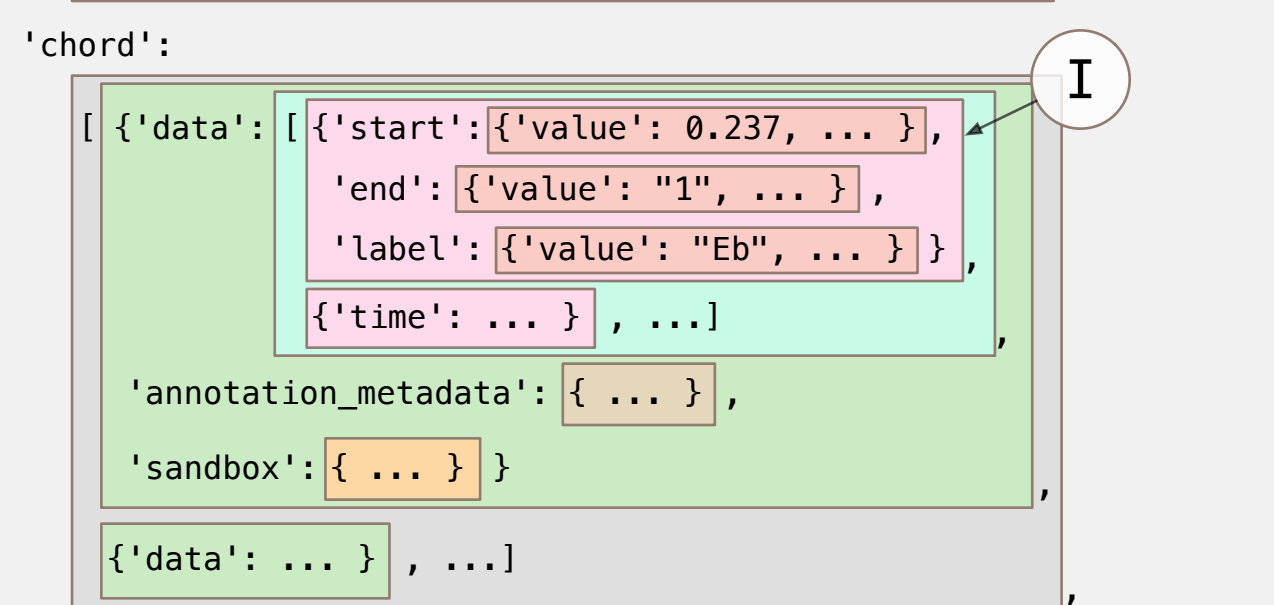 'chord':
I
[ {'data': [ {'start': {'value': 0.237, ... } ,
'end': {'value': "1", ... } ,
'label': {'value': "Eb", ... } } ,
{'time': ... } , ...]
,
'annotation_metadata': { ... } ,
'sandbox': { ... } }
,
{'data': ... } , ...]
,